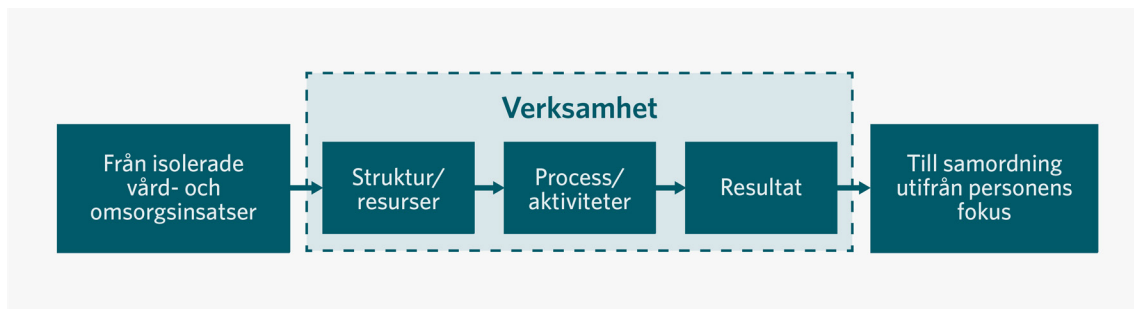 Verksamhet
Från isolerade
vård- och
omsorgsinsatser
Struktur/
resurser
Process/
aktiviteter
Resultat
Till samordning
utifrån personens
fokus